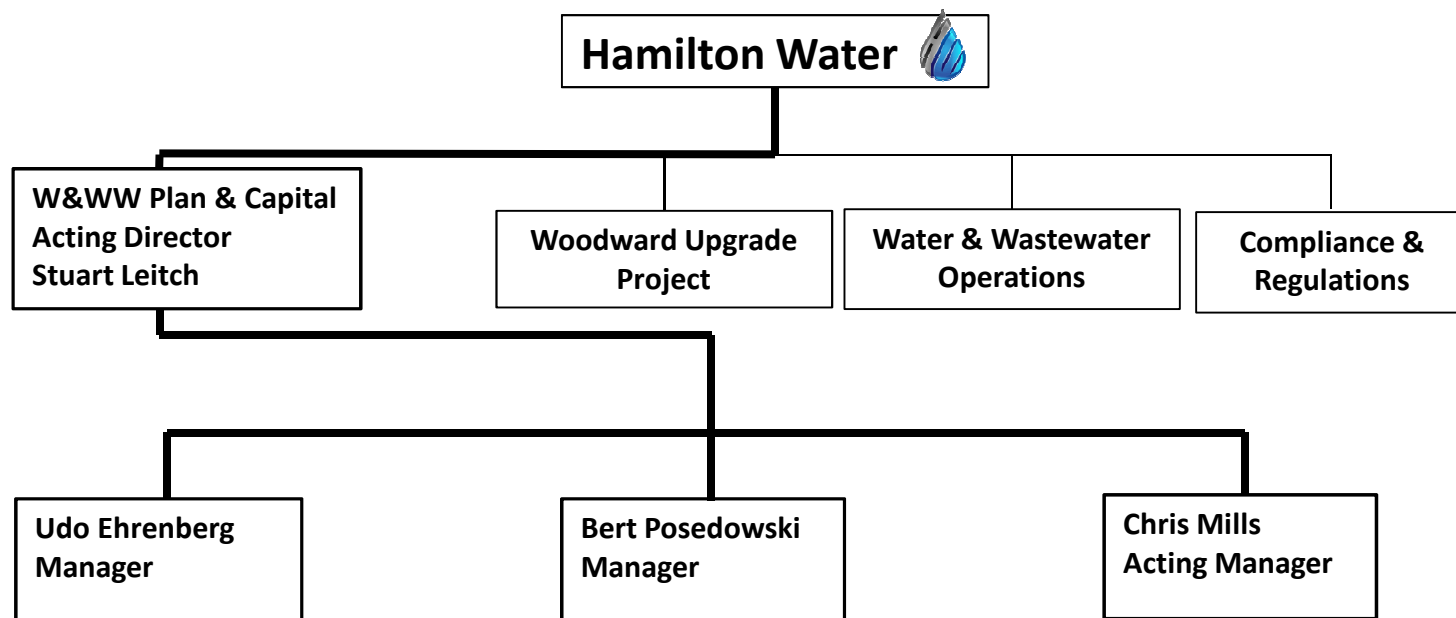 Hamilton Water
W&WW Plan & Capital
Acting Director
Stuart Leitch
Woodward Upgrade
Project
Water & Wastewater
Operations
Compliance &
Regulations
Udo Ehrenberg
Manager
Bert Posedowski
Manager
Chris Mills
Acting Manager